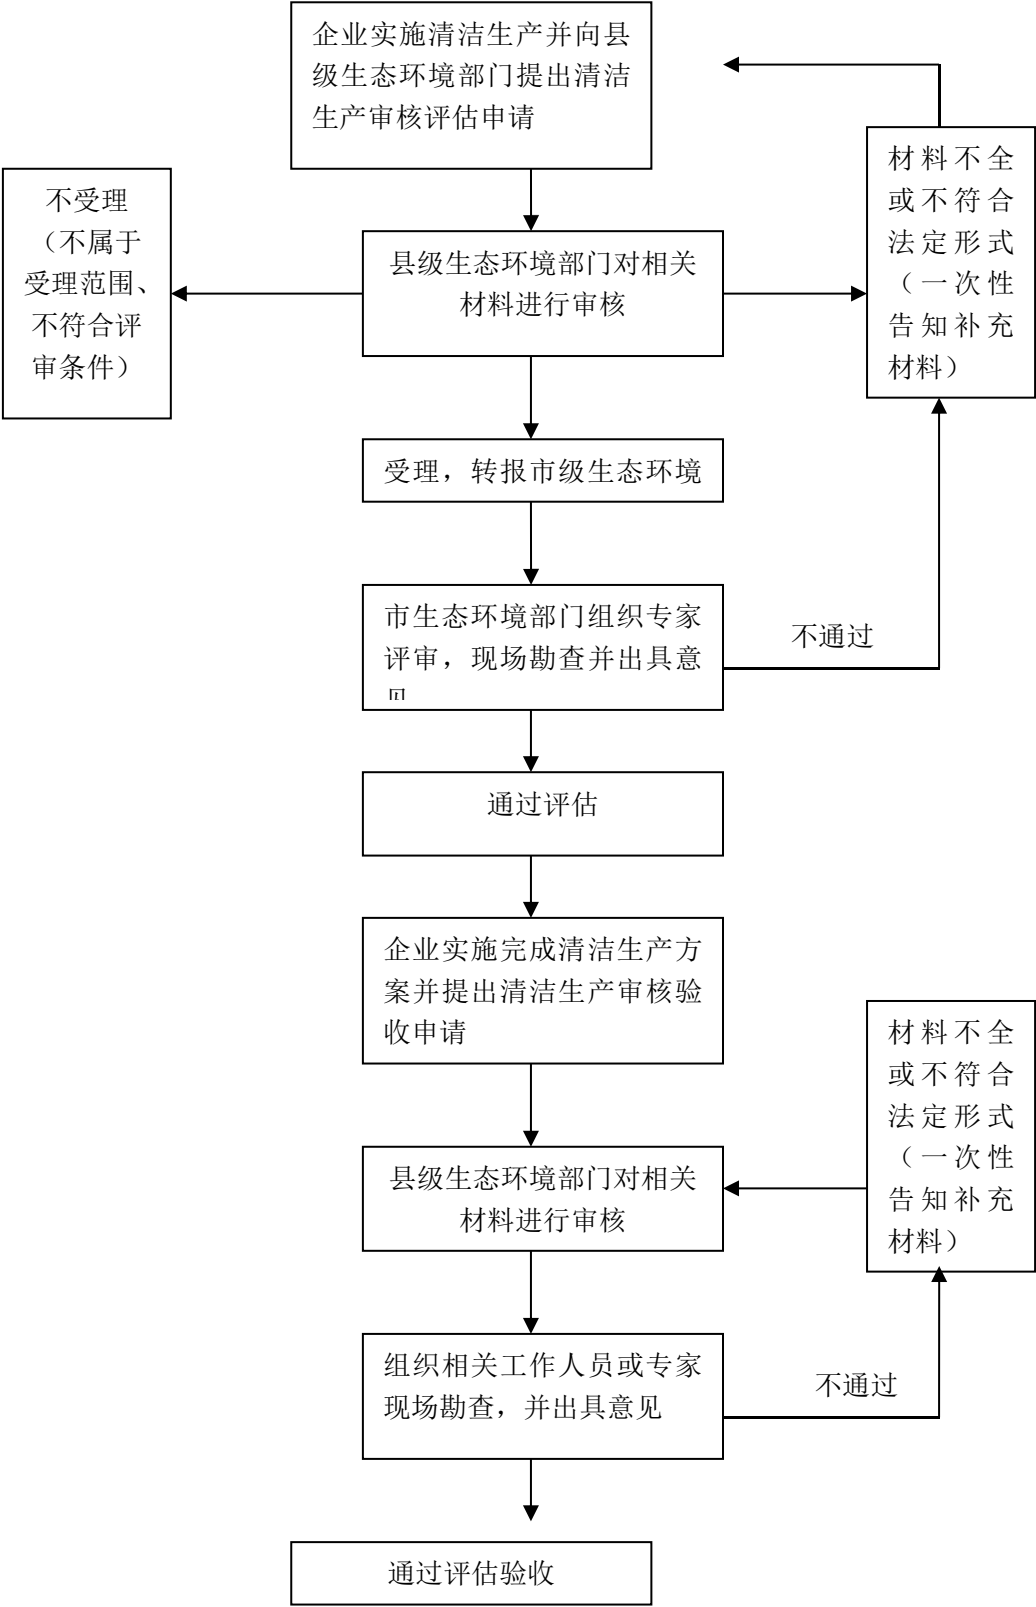 企业实施清洁生产并向县
级生态环境部门提出清洁
生产审核评估申请
材料不全
或不符合
法定形式
（一次性
告知补充
材料）
不受理
（不属于
受理范围、
不符合评
审条件）
县级生态环境部门对相关
材料进行审核
受理，转报市级生态环境
市生态环境部门组织专家
评审，现场勘查并出具意
不通过
通过评估
企业实施完成清洁生产方
案并提出清洁生产审核验
收申请
材料不全
或不符合
法定形式
（一次性
告知补充
材料）
县级生态环境部门对相关
材料进行审核
组织相关工作人员或专家
现场勘查，并出具意见
不通过
通过评估验收